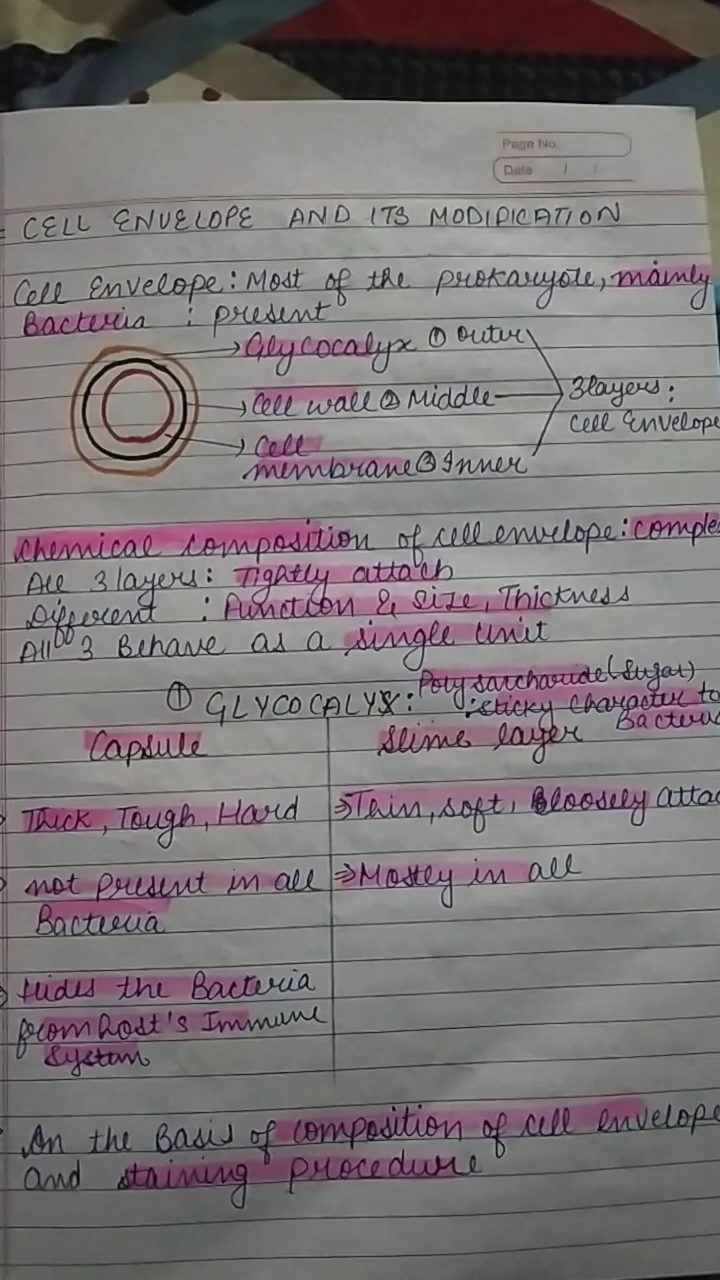 Page No.
Date / /
CELL ENVELOPE AND ITS MODIPICATION
Cell Envelope: Most of the prokaryote, mainly
Bacteria : present
→Glycocalyx ① Outer
→Cell wall ② Middle
3layers:
Cell Envelope
→Cell
membrane ③ Inner
Chemical composition of cell envelope: comple
All 3 layers: Tightly attach
Different : Function & Size, Thickness
All 3 Behave as a single unit
① GLYCOCALYX: Polysarcharide (Sugar)
:sticky character to
Bacteria
Capsule
Slime layer
Thick, Tough, Hard
⇒Thin, soft, loosely attac
not present in all
Bacteria
⇒Mostly in all
Hides the Bacteria
from host's Immune
System
On the Basis of composition of cell envelope
and staining procedure